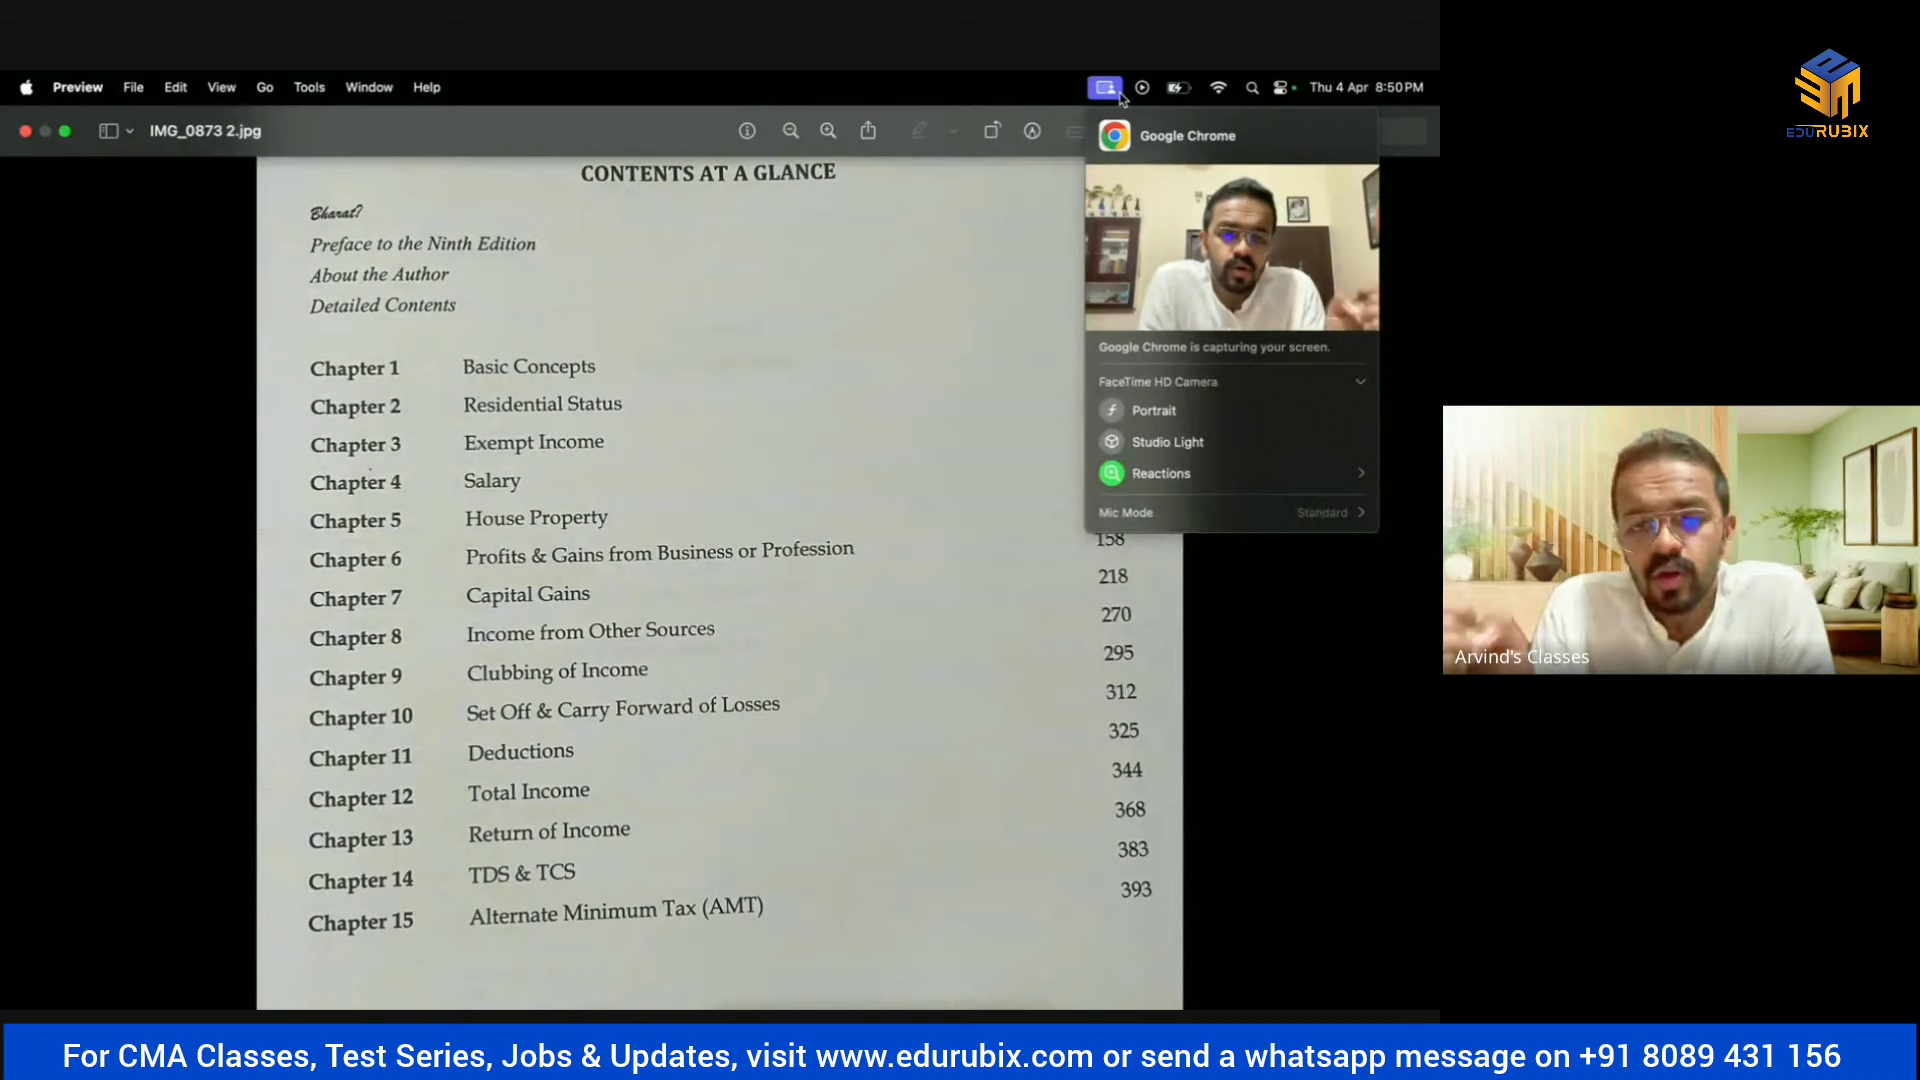 Preview File Edit View Go Tools Window Help
Thu 4 Apr 8:50 PM
IMG_0873 2.jpg
EDURUBIX
Google Chrome
Google Chrome is capturing your screen.
FaceTime HD Camera
Portrait
Studio Light
Reactions
Mic Mode Standard
CONTENTS AT A GLANCE
Bharat?
Preface to the Ninth Edition
About the Author
Detailed Contents
Chapter 1 Basic Concepts
Chapter 2 Residential Status
Chapter 3 Exempt Income
Chapter 4 Salary
Chapter 5 House Property
158
Chapter 6 Profits & Gains from Business or Profession
218
Chapter 7 Capital Gains
270
Chapter 8 Income from Other Sources
295
Chapter 9 Clubbing of Income
312
Chapter 10 Set Off & Carry Forward of Losses
325
Chapter 11 Deductions
344
Chapter 12 Total Income
368
Chapter 13 Return of Income
383
Chapter 14 TDS & TCS
393
Chapter 15 Alternate Minimum Tax (AMT)
Arvind's Classes
For CMA Classes, Test Series, Jobs & Updates, visit www.edurubix.com or send a whatsapp message on +91 8089 431 156